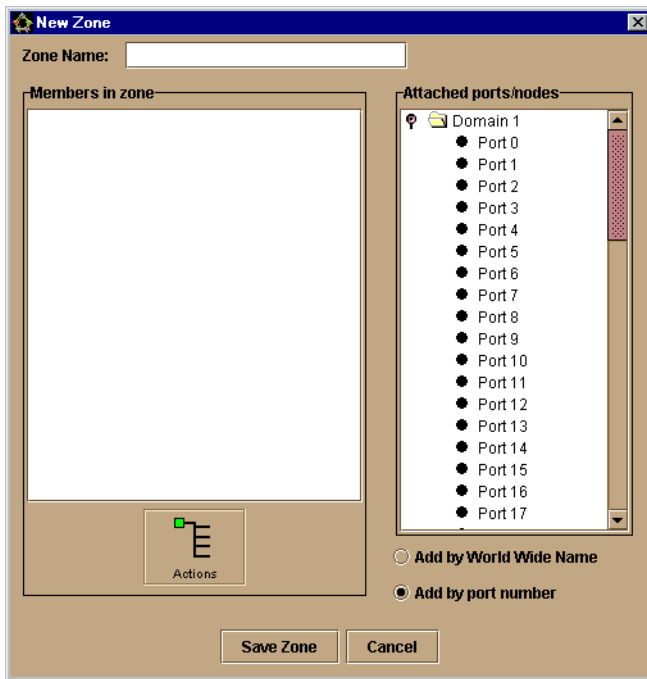 New Zone
Zone Name:
Members in zone
Actions
Attached ports/nodes
Domain 1
Port 0
Port 1
Port 2
Port 3
Port 4
Port 5
Port 6
Port 7
Port 8
Port 9
Port 10
Port 11
Port 12
Port 13
Port 14
Port 15
Port 16
Port 17
Add by World Wide Name
Add by port number
Save Zone
Cancel